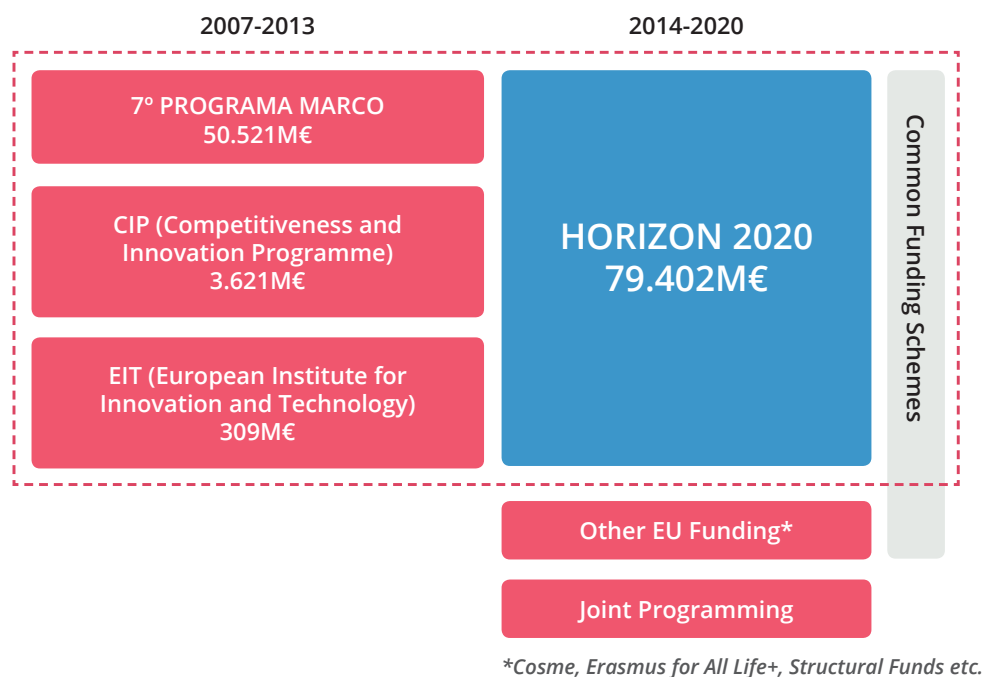 2007-2013
2014-2020
7º PROGRAMA MARCO
50.521M€
CIP (Competitiveness and
Innovation Programme)
3.621M€
EIT (European Institute for
Innovation and Technology)
309M€
HORIZON 2020
79.402M€
Common Funding Schemes
Other EU Funding*
Joint Programming
*Cosme, Erasmus for All Life+, Structural Funds etc.